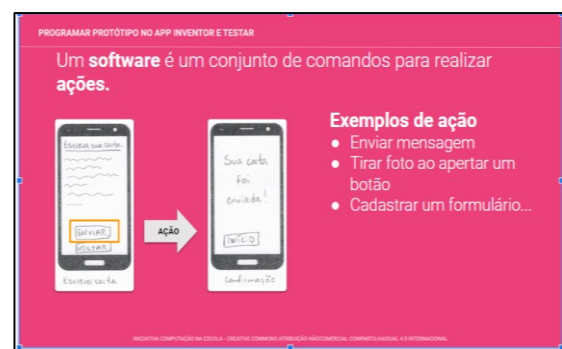 PROGRAMAR PROTÓTIPO NO APP INVENTOR E TESTAR
Um software é um conjunto de comandos para realizar
ações.
Escreva sua carta
ENVIAR
VOLTAR
Escrever carta
AÇÃO
Sua carta
foi
enviada!
INÍCIO
Confirmação
Exemplos de ação
● Enviar mensagem
● Tirar foto ao apertar um
botão
● Cadastrar um formulário...
INICIATIVA COMPUTAÇÃO NA ESCOLA - CREATIVE COMMONS ATRIBUIÇÃO-NÃOCOMERCIAL-COMPARTILHAIGUAL 4.0 INTERNACIONAL